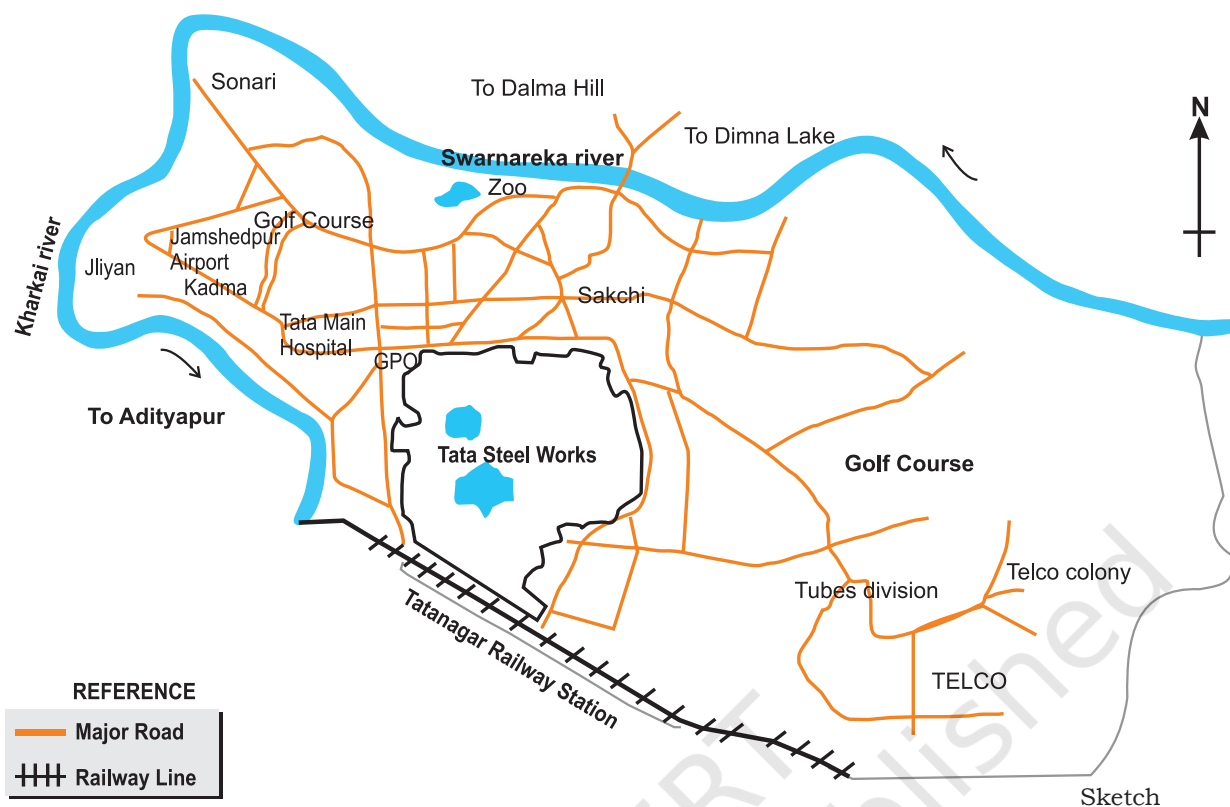 Sonari
To Dalma Hill
N
To Dimna Lake
Swarnareka river
Zoo
Golf Course
Jamshedpur
Airport
Jliyan
Kadma
Kharkai river
Sakchi
Tata Main
Hospital
GPO
To Adityapur
Tata Steel Works
Golf Course
Tubes division
Telco colony
Tatanagar Railway Station
TELCO
REFERENCE
Major Road
Railway Line
Sketch